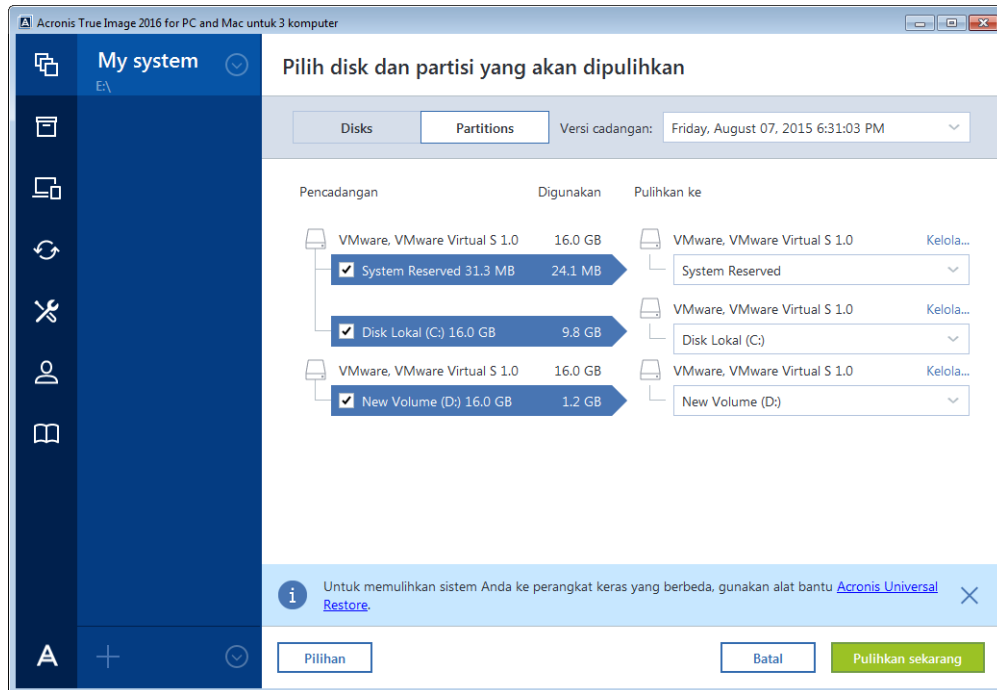 Acronis True Image 2016 for PC and Mac untuk 3 komputer
My system
E:\
Pilih disk dan partisi yang akan dipulihkan
Disks Partitions Versi cadangan: Friday, August 07, 2015 6:31:03 PM
Pencadangan Digunakan Pulihkan ke
VMware, VMware Virtual S 1.0 16.0 GB VMware, VMware Virtual S 1.0 Kelola...
System Reserved 31.3 MB 24.1 MB System Reserved
VMware, VMware Virtual S 1.0 Kelola...
Disk Lokal (C:) 16.0 GB 9.8 GB Disk Lokal (C:)
VMware, VMware Virtual S 1.0 16.0 GB VMware, VMware Virtual S 1.0 Kelola...
New Volume (D:) 16.0 GB 1.2 GB New Volume (D:)
Untuk memulihkan sistem Anda ke perangkat keras yang berbeda, gunakan alat bantu Acronis Universal
Restore.
Pilihan Batal Pulihkan sekarang